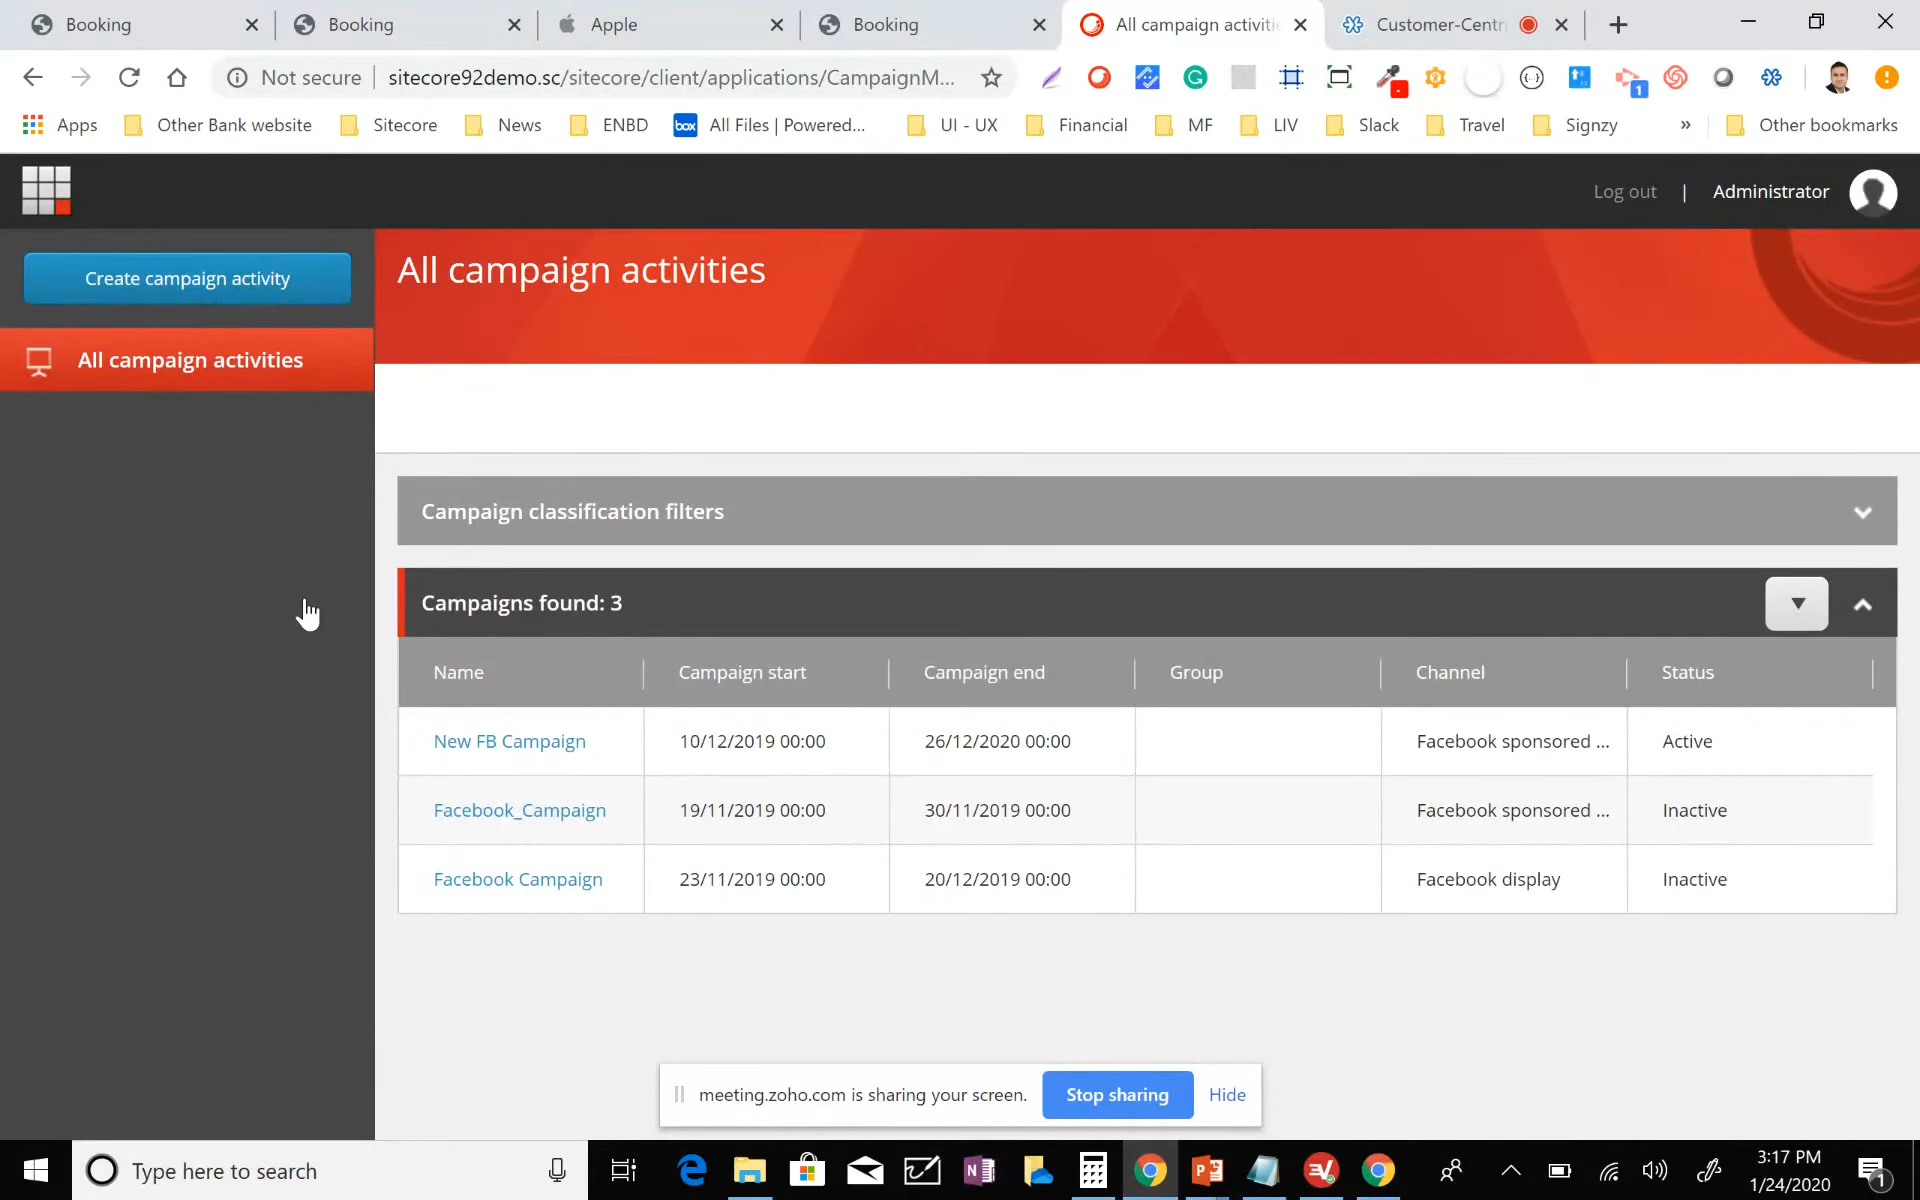 Booking
Booking
Apple
Booking
All campaign activitie
Customer-Centri
Not secure
sitecore92demo.sc/sitecore/client/applications/CampaignM...
1
Apps
Other Bank website
Sitecore
News
ENBD
box
All Files | Powered...
UI - UX
Financial
MF
LIV
Slack
Travel
Signzy
»
Other bookmarks
Log out
|
Administrator
Create campaign activity
All campaign activities
All campaign activities
Campaign classification filters
Campaigns found: 3
Name
Campaign start
Campaign end
Group
Channel
Status
New FB Campaign
10/12/2019 00:00
26/12/2020 00:00
Facebook sponsored ...
Active
Facebook_Campaign
19/11/2019 00:00
30/11/2019 00:00
Facebook sponsored ...
Inactive
Facebook Campaign
23/11/2019 00:00
20/12/2019 00:00
Facebook display
Inactive
meeting.zoho.com is sharing your screen.
Stop sharing
Hide
Type here to search
3:17 PM
1/24/2020
1